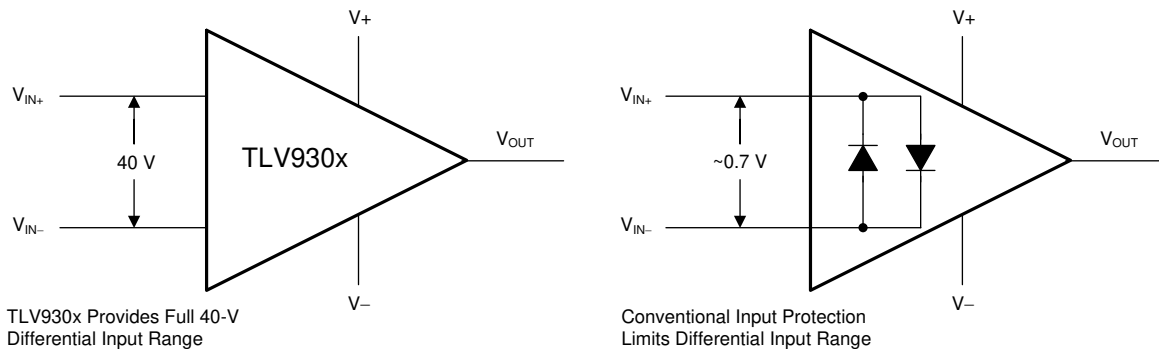 V+
VIN+
40 V
TLV930x
VOUT
VIN–
V–
TLV930x Provides Full 40-V
Differential Input Range
V+
VIN+
~0.7 V
VOUT
VIN–
V–
Conventional Input Protection
Limits Differential Input Range